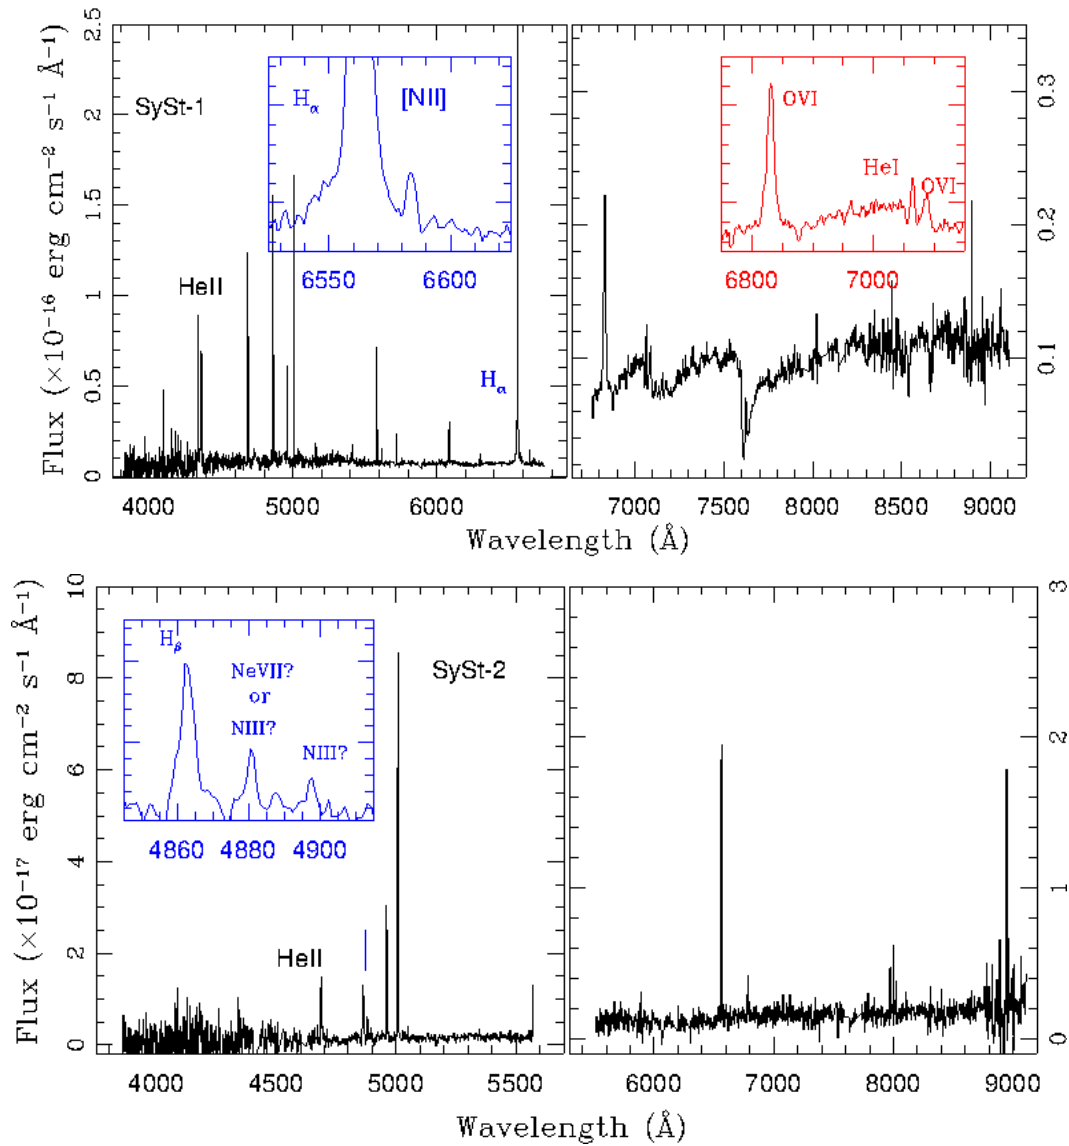 2.5
2
1.5
1
0.5
0
Flux (×10⁻¹⁶ erg cm⁻² s⁻¹ Å⁻¹)
SySt-1
HeII
Hα
[NII]
6550 6600
Hα
4000 5000 6000
OVI
HeI
OVI
6800 7000
0.3
0.2
0.1
7000 7500 8000 8500 9000
Wavelength (Å)
10
8
6
4
2
0
Flux (×10⁻¹⁷ erg cm⁻² s⁻¹ Å⁻¹)
Hβ
NeVII?
or
NIII?
NIII?
4860 4880 4900
SySt-2
HeII
4000 4500 5000 5500
3
2
1
0
6000 7000 8000 9000
Wavelength (Å)